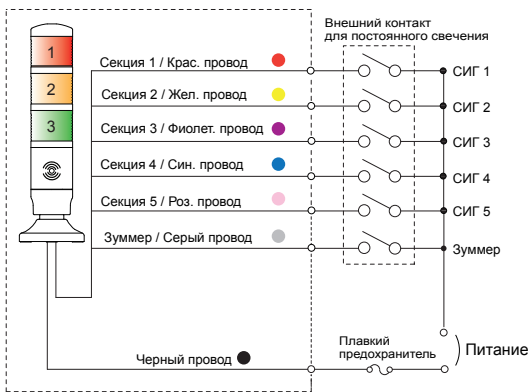 Внешний контакт
для постоянного свечения
1
2
3
Секция 1 / Крас. провод
СИГ 1
Секция 2 / Жел. провод
СИГ 2
Секция 3 / Фиолет. провод
СИГ 3
Секция 4 / Син. провод
СИГ 4
Секция 5 / Роз. провод
СИГ 5
Зуммер / Серый провод
Зуммер
Черный провод
Плавкий
предохранитель
Питание